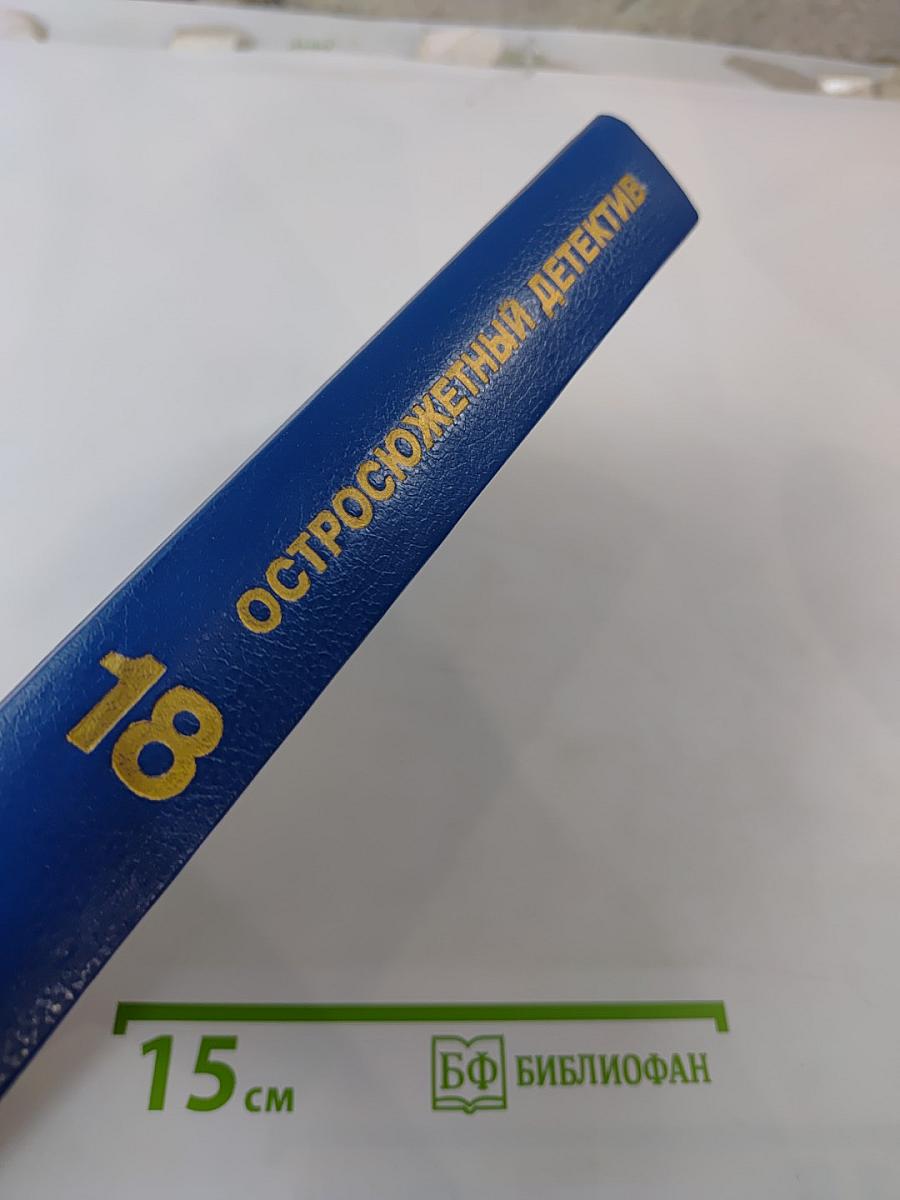 ОСТРОСЮЖЕТНЫЙ ДЕТЕКТИВ
18
15 см
БФ БИБЛИОФАН